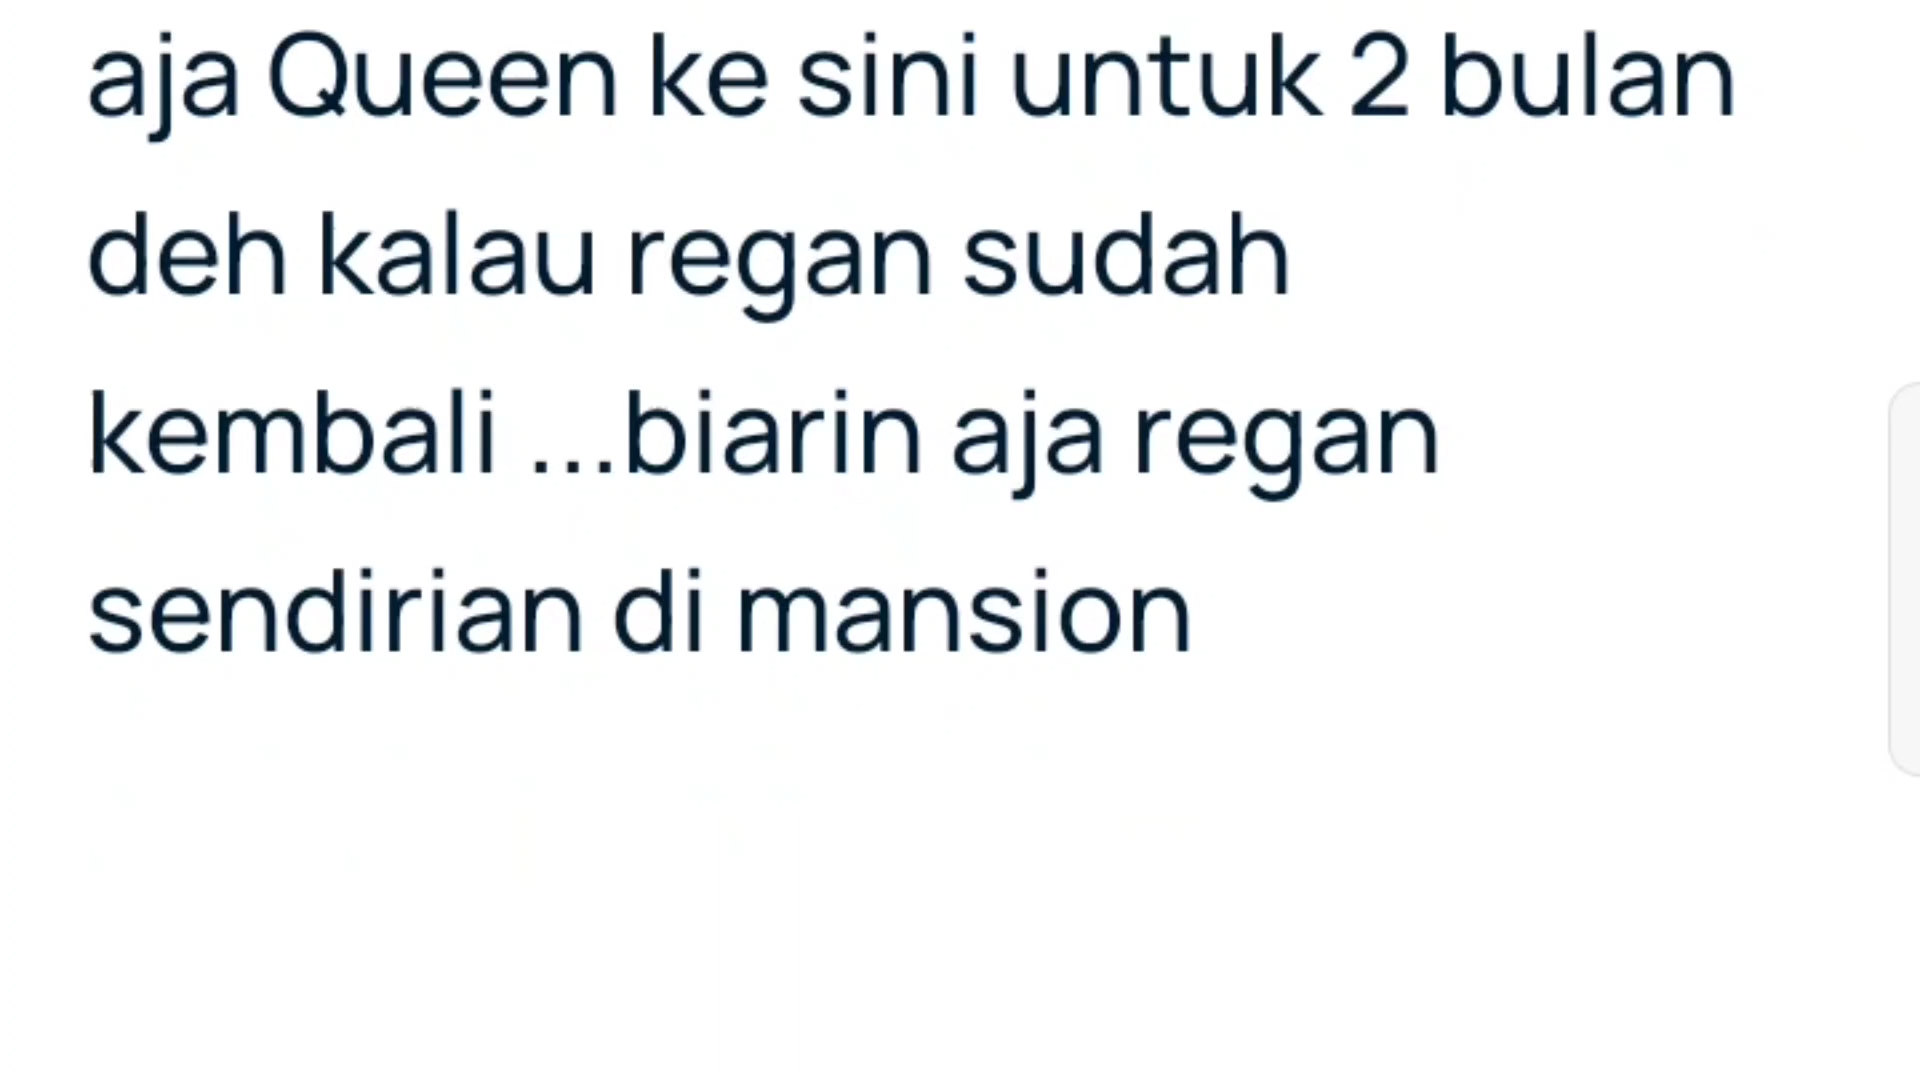 aja Queen ke sini untuk 2 bulan
deh kalau regan sudah
kembali ...biarin aja regan
sendirian di mansion